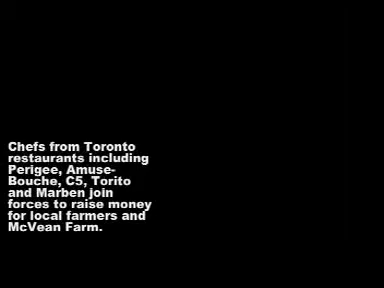 Chefs from Toronto
restaurants including
Perigee, Amuse-
Bouche, C5, Torito
and Marben join
forces to raise money
for local farmers and
McVean Farm.